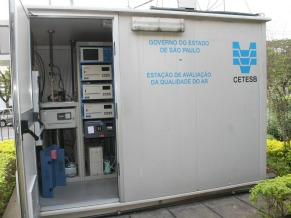 GOVERNO DO ESTADO
DE SÃO PAULO
ESTAÇÃO DE AVALIAÇÃO
DA QUALIDADE DO AR
CETESB